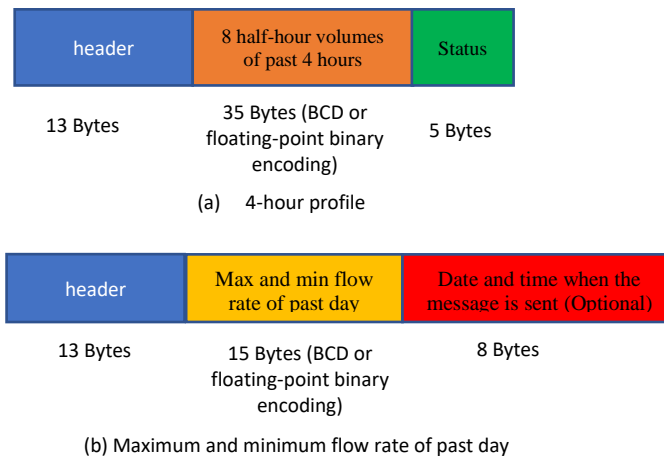 header
8 half-hour volumes
of past 4 hours
Status
13 Bytes
35 Bytes (BCD or
floating-point binary
encoding)
5 Bytes
(a) 4-hour profile
header
Max and min flow
rate of past day
Date and time when the
message is sent (Optional)
13 Bytes
15 Bytes (BCD or
floating-point binary
encoding)
8 Bytes
(b) Maximum and minimum flow rate of past day